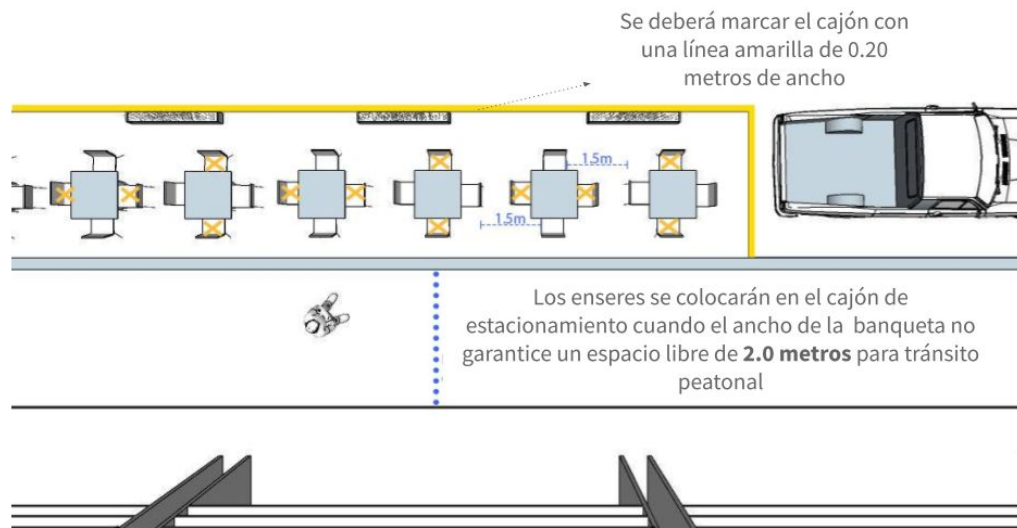 Se deberá marcar el cajón con
una línea amarilla de 0.20
metros de ancho
1.5m
1.5m
Los enseres se colocarán en el cajón de
estacionamiento cuando el ancho de la banqueta no
garantice un espacio libre de 2.0 metros para tránsito
peatonal